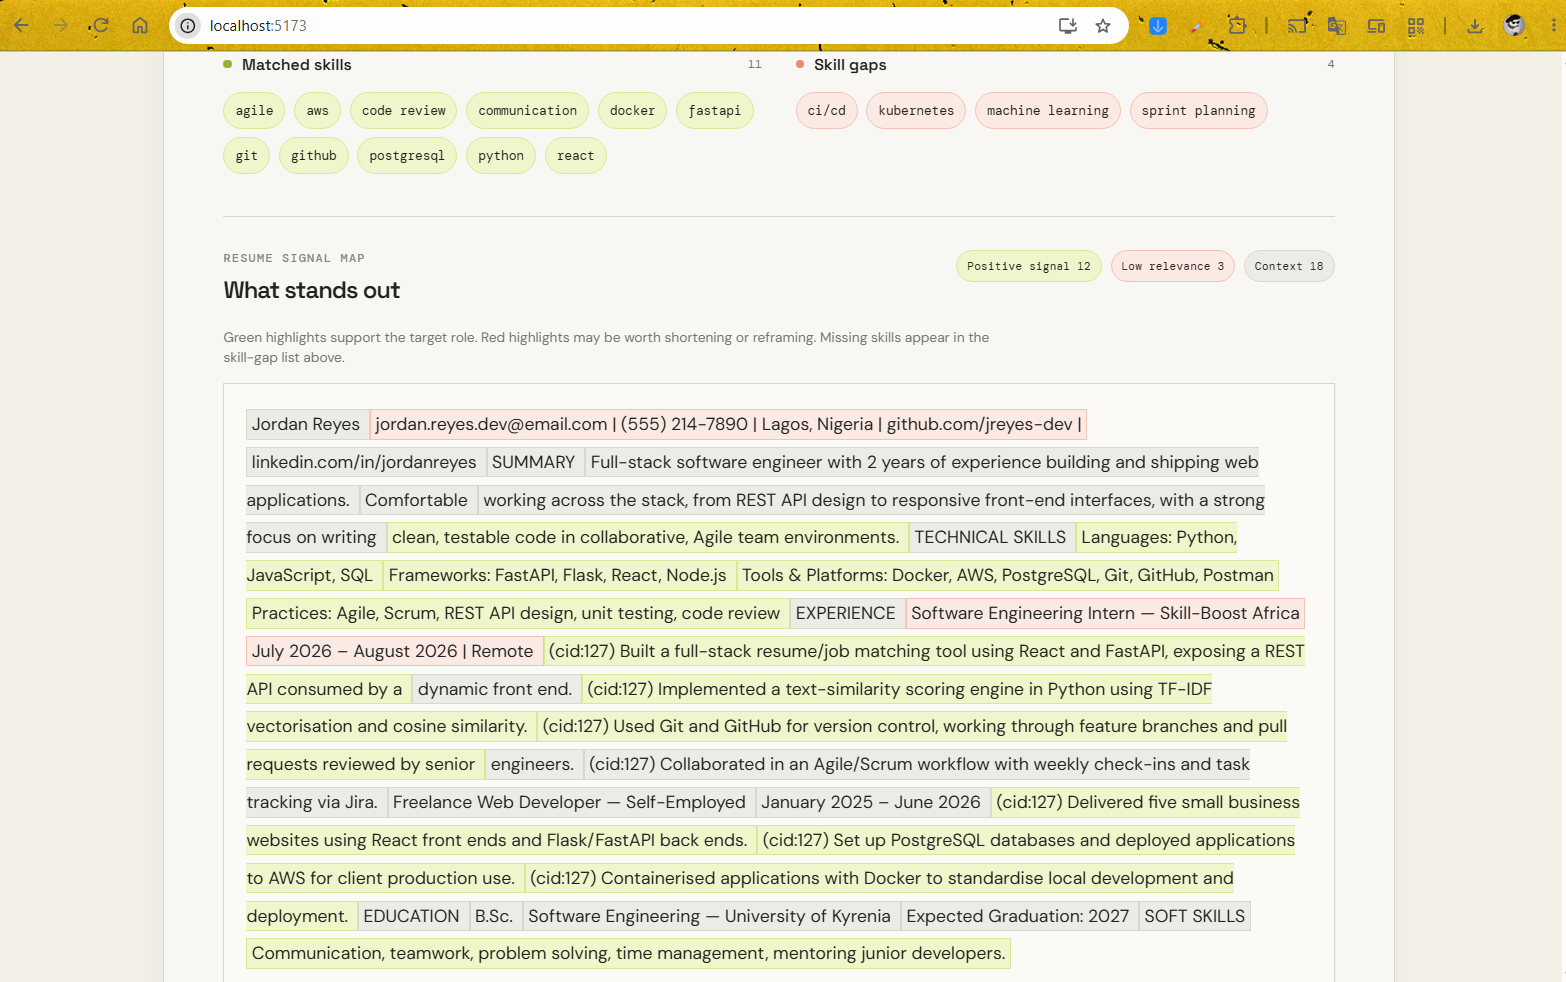 localhost:5173
Matched skills 11
Skill gaps 4
agile aws code review communication docker fastapi
ci/cd kubernetes machine learning sprint planning
git github postgresql python react
RESUME SIGNAL MAP
Positive signal 12 Low relevance 3 Context 18
What stands out
Green highlights support the target role. Red highlights may be worth shortening or reframing. Missing skills appear in the
skill-gap list above.
Jordan Reyes jordan.reyes.dev@email.com | (555) 214-7890 | Lagos, Nigeria | github.com/jreyes-dev |
linkedin.com/in/jordanreyes SUMMARY Full-stack software engineer with 2 years of experience building and shipping web
applications. Comfortable working across the stack, from REST API design to responsive front-end interfaces, with a strong
focus on writing clean, testable code in collaborative, Agile team environments. TECHNICAL SKILLS Languages: Python,
JavaScript, SQL Frameworks: FastAPI, Flask, React, Node.js Tools & Platforms: Docker, AWS, PostgreSQL, Git, GitHub, Postman
Practices: Agile, Scrum, REST API design, unit testing, code review EXPERIENCE Software Engineering Intern — Skill-Boost Africa
July 2026 – August 2026 | Remote (cid:127) Built a full-stack resume/job matching tool using React and FastAPI, exposing a REST
API consumed by a dynamic front end. (cid:127) Implemented a text-similarity scoring engine in Python using TF-IDF
vectorisation and cosine similarity. (cid:127) Used Git and GitHub for version control, working through feature branches and pull
requests reviewed by senior engineers. (cid:127) Collaborated in an Agile/Scrum workflow with weekly check-ins and task
tracking via Jira. Freelance Web Developer — Self-Employed January 2025 – June 2026 (cid:127) Delivered five small business
websites using React front ends and Flask/FastAPI back ends. (cid:127) Set up PostgreSQL databases and deployed applications
to AWS for client production use. (cid:127) Containerised applications with Docker to standardise local development and
deployment. EDUCATION B.Sc. Software Engineering — University of Kyrenia Expected Graduation: 2027 SOFT SKILLS
Communication, teamwork, problem solving, time management, mentoring junior developers.